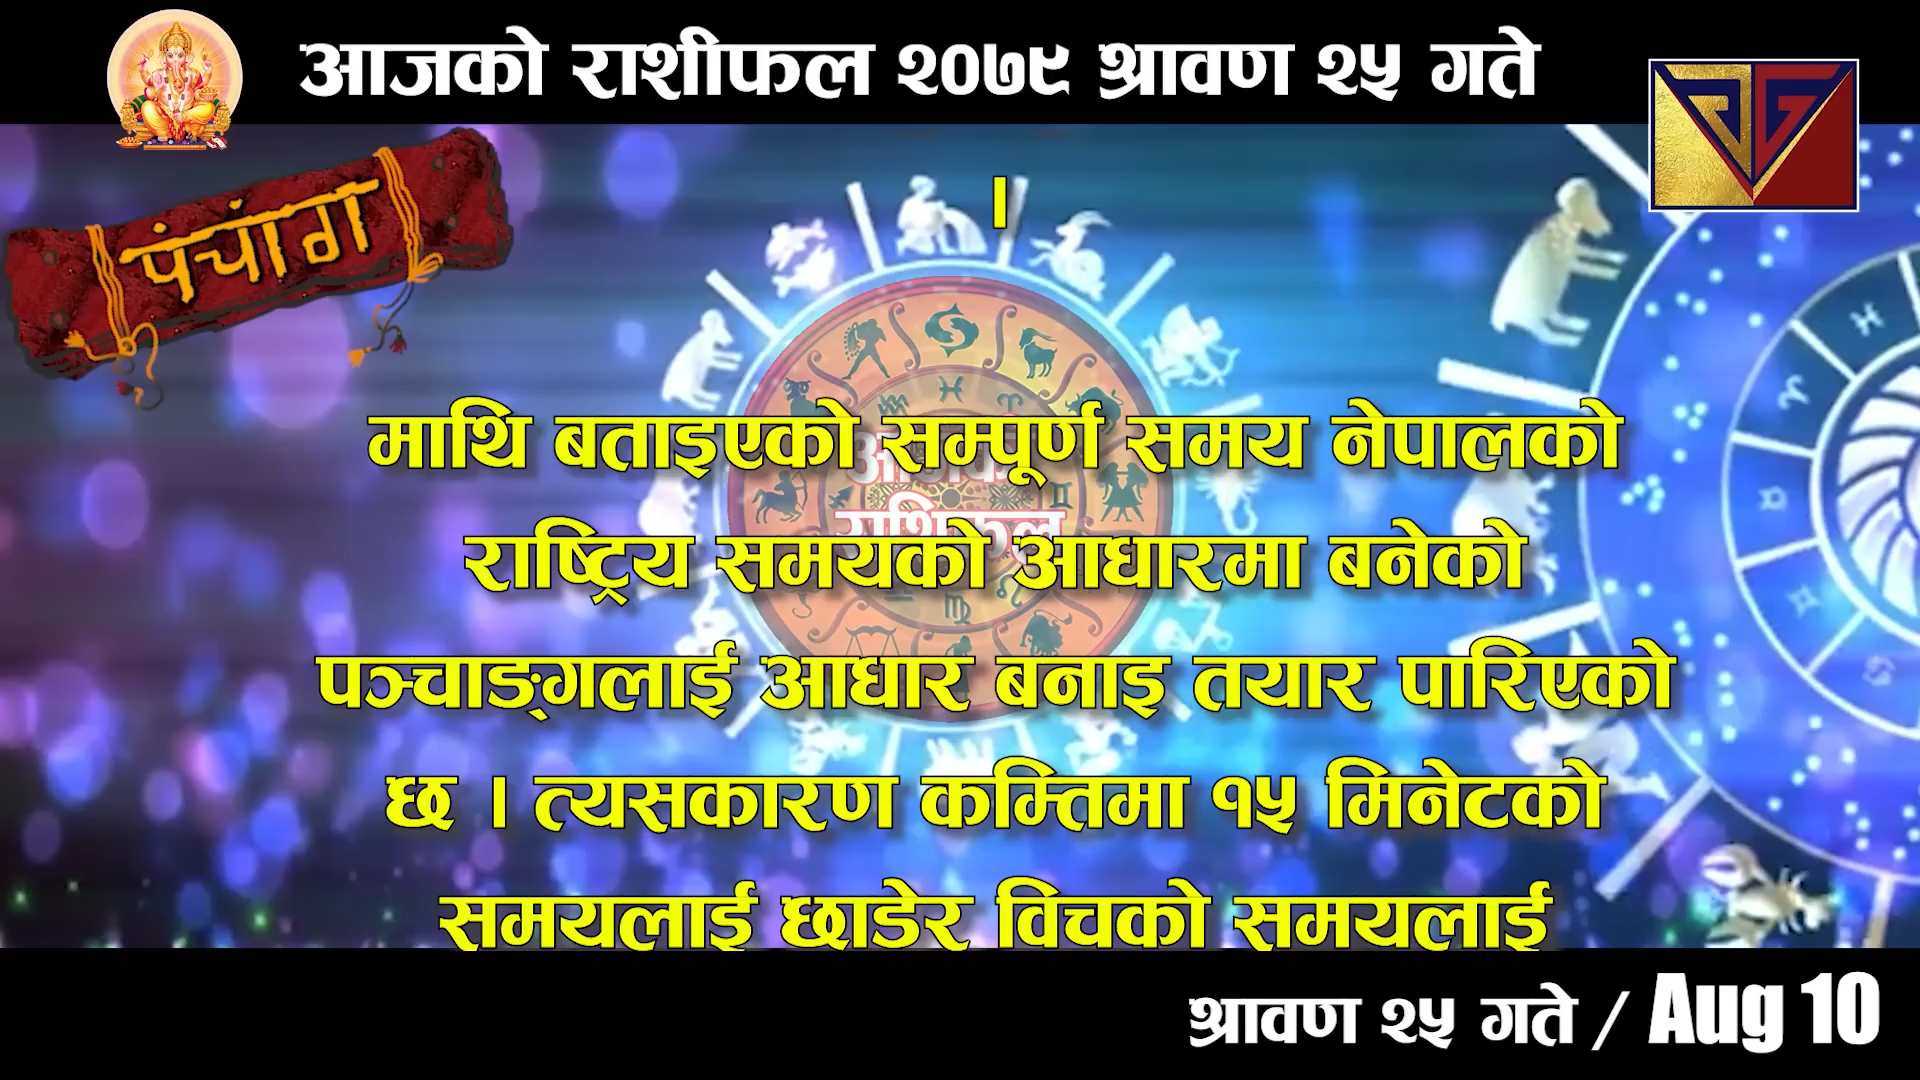 आजको राशीफल २०७९ श्रावण २५ गते
पंचांग
।
माथि बताइएको सम्पूर्ण समय नेपालको
राष्ट्रिय समयको आधारमा बनेको
पञ्चाङ्गलाई आधार बनाइ तयार पारिएको
छ । त्यसकारण कम्तिमा १५ मिनेटको
समयलाई छाडेर विचको समयलाई
श्रावण २५ गते / Aug 10